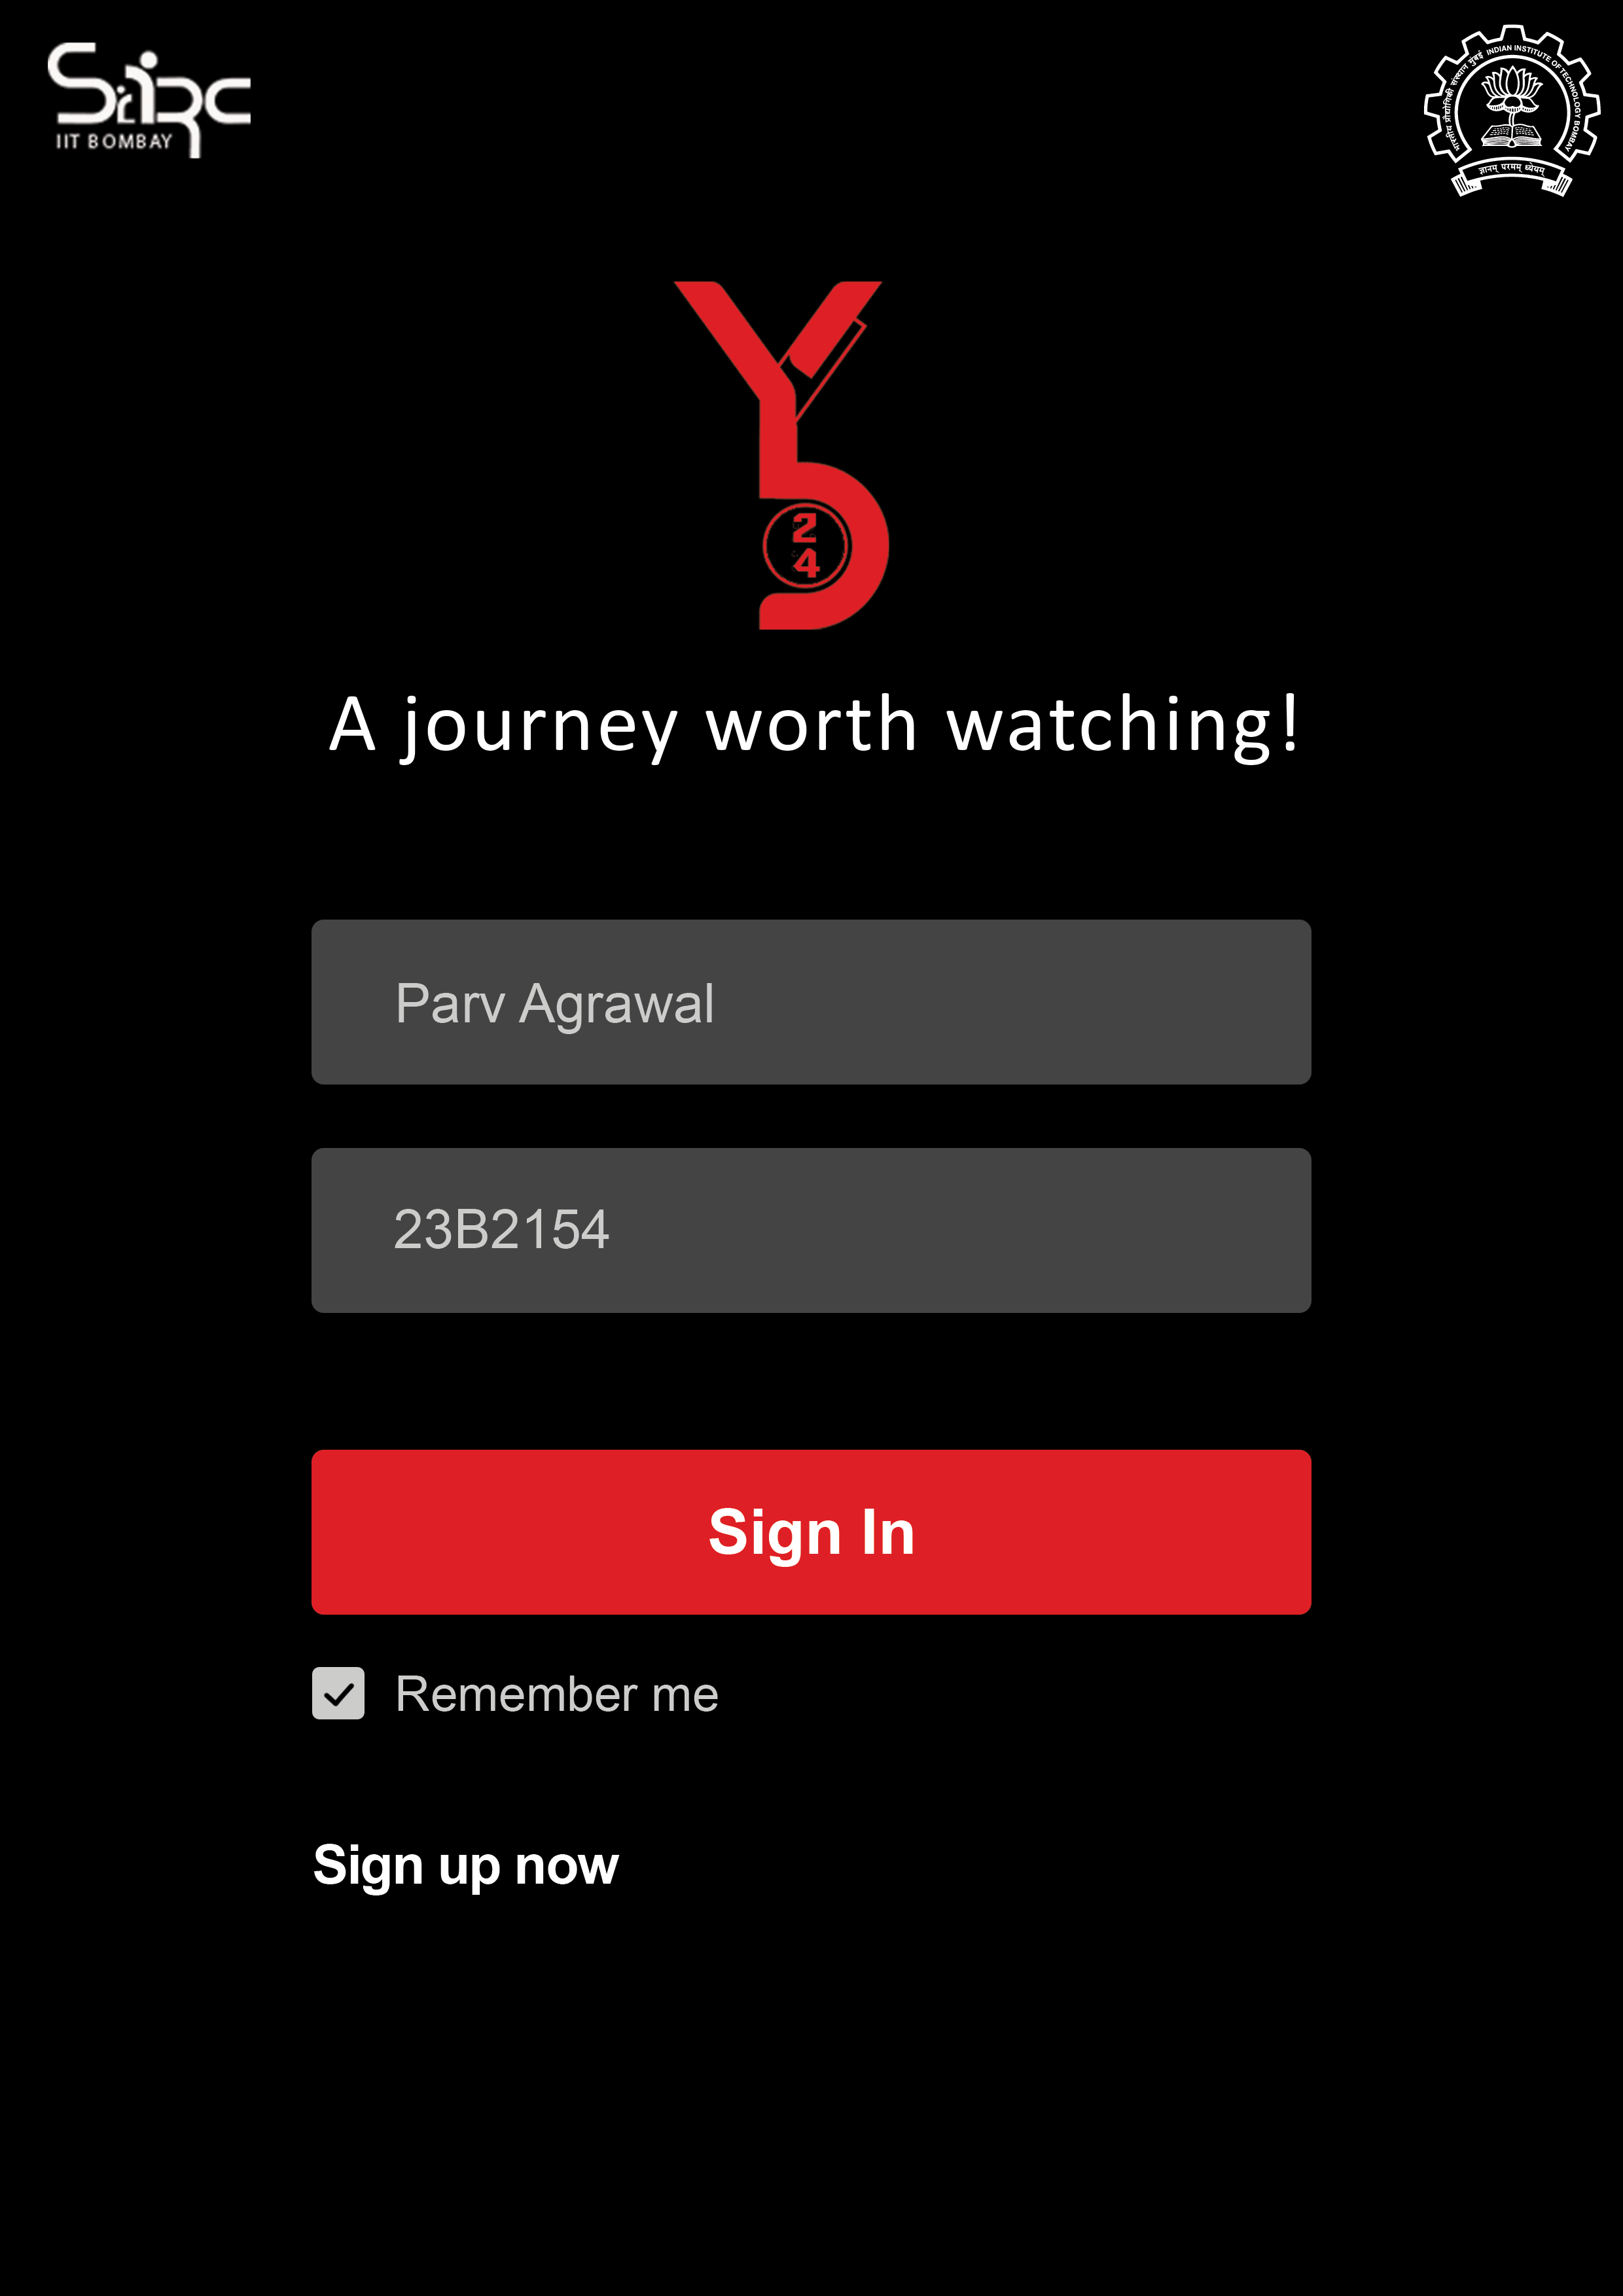 SARC
IIT BOMBAY
भारतीय प्रौद्योगिकी संस्थान मुंबई INDIAN INSTITUTE OF TECHNOLOGY BOMBAY
ज्ञानम् परमम् ध्येयम्
Yb
24
A journey worth watching!
Parv Agrawal
23B2154
Sign In
Remember me
Sign up now